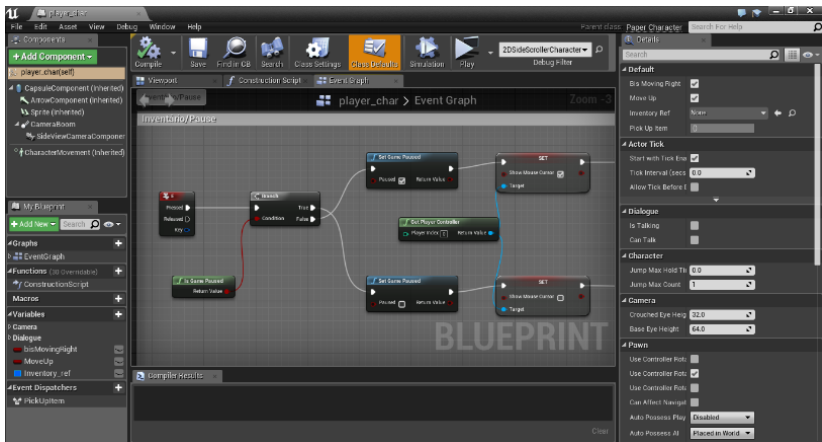 player_char
File Edit Asset View Debug Window Help
Parent class: Paper Character
Search For Help
Components
+ Add Component
player_char(self)
CapsuleComponent (Inherited)
ArrowComponent (Inherited)
Sprite (Inherited)
CameraBoom
SideViewCameraComponer
CharacterMovement (Inherited)
My Blueprint
+ Add New
Search
Graphs
EventGraph
Functions (30 Overridable)
ConstructionScript
Macros
Variables
Camera
Dialogue
bisMovingRight
MoveUp
Inventory_ref
Event Dispatchers
PickUpItem
Compile
Save
Find in CB
Search
Class Settings
Class Defaults
Simulation
Play
2DSideScrollerCharacter
Debug Filter
Viewport
Construction Script
Event Graph
player_char > Event Graph
Zoom -3
Inventario/Pause
Pressed
Released
Key
Branch
Condition
True
False
Is Game Paused
Return Value
Set Game Paused
Paused
Return Value
SET
Show Mouse Cursor
Target
Get Player Controller
Player Index
Return Value
Set Game Paused
Paused
Return Value
SET
Show Mouse Cursor
Target
BLUEPRINT
Compiler Results
Clear
Details
Search
Default
Bis Moving Right
Move Up
Inventory Ref
None
Pick Up Item
Actor Tick
Start with Tick Ena
Tick Interval (secs
0.0
Allow Tick Before
Dialogue
Is Talking
Can Talk
Character
Jump Max Hold Tir
0.0
Jump Max Count
1
Camera
Crouched Eye Heig
32.0
Base Eye Height
64.0
Pawn
Use Controller Rota
Use Controller Rota
Use Controller Rota
Can Affect Navigat
Auto Possess Play
Disabled
Auto Possess AI
Placed in World